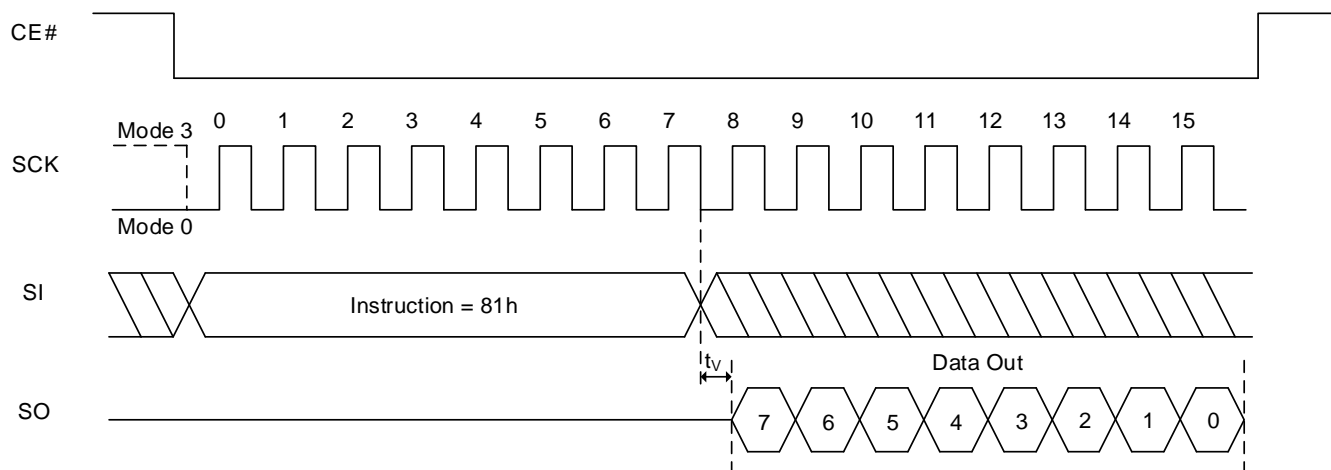 CE#
0 1 2 3 4 5 6 7 8 9 10 11 12 13 14 15
Mode 3
SCK
Mode 0
SI
Instruction = 81h
tV
Data Out
SO
7 6 5 4 3 2 1 0